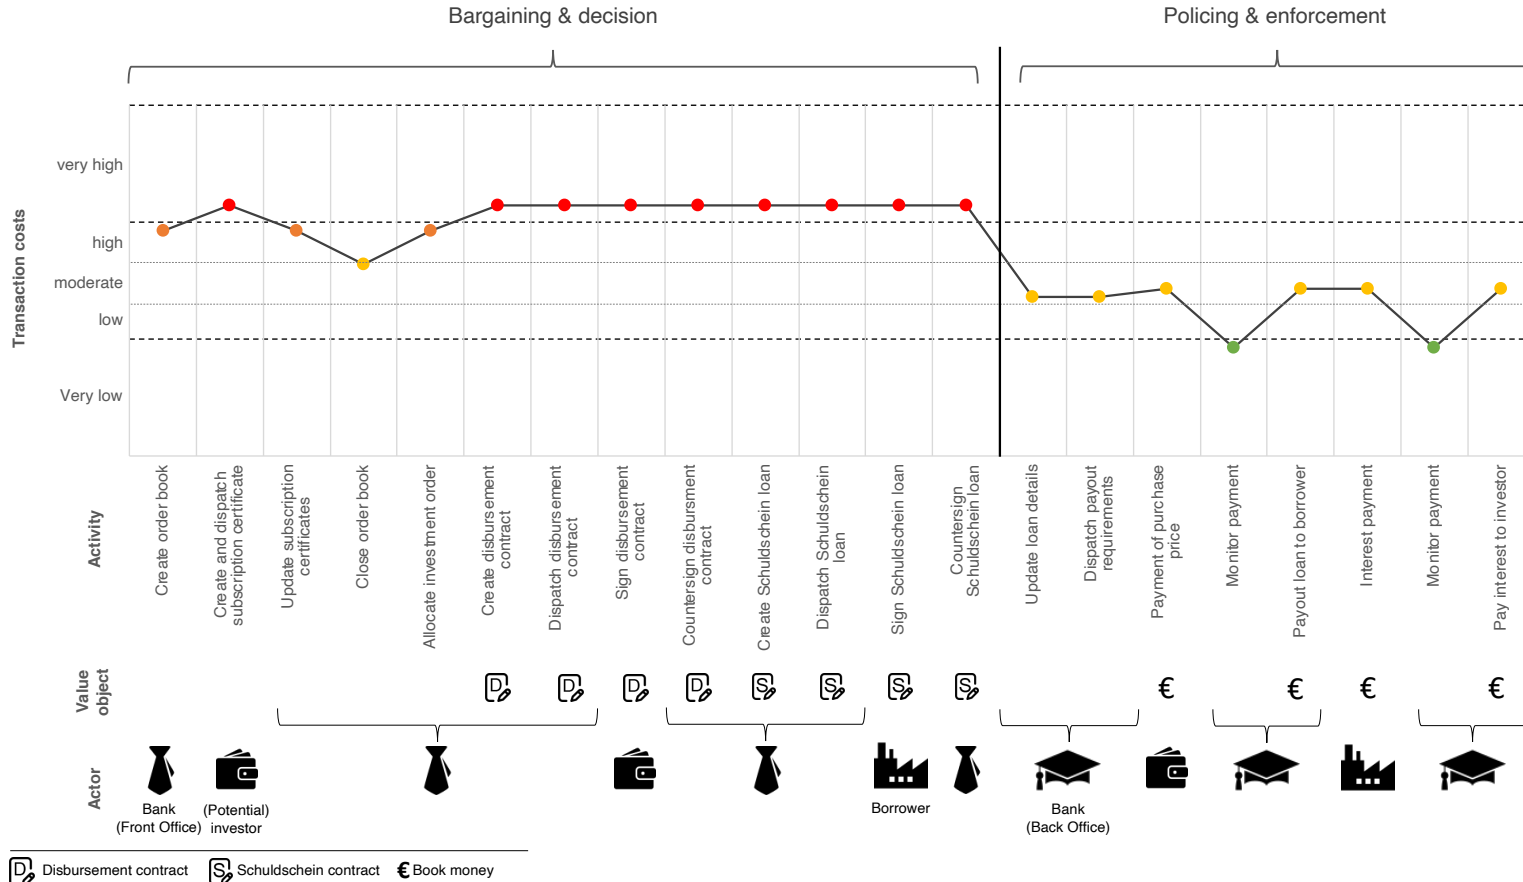 Bargaining & decision
Policing & enforcement
Transaction costs
very high
high
moderate
low
Very low
Activity
Create order book
Create and dispatch
subscription certificate
Update subscription
certificates
Close order book
Allocate investment order
Create disbursement
contract
Dispatch disbursement
contract
Sign disbursement
contract
Countersign disbursment
contract
Create Schuldschein loan
Dispatch Schuldschein
loan
Sign Schuldschein loan
Countersign
Schuldschein loan
Update loan details
Dispatch payout
requirements
Payment of purchase
price
Monitor payment
Payout loan to borrower
Interest payment
Monitor payment
Pay interest to investor
Value
object
D
D
D
D
S
S
S
S
€
€
€
€
Actor
Bank
(Front Office)
(Potential)
investor
Borrower
Bank
(Back Office)
D Disbursement contract
S Schuldschein contract
€ Book money